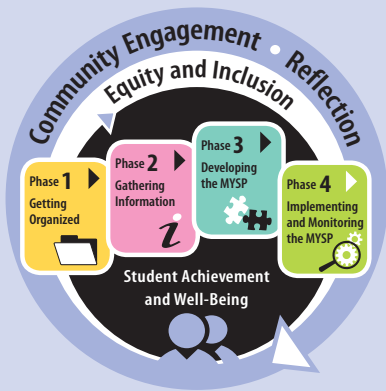 Community Engagement • Reflection
Equity and Inclusion
Phase 1
Getting
Organized
Phase 2
Gathering
Information
i
Phase 3
Developing
the MYSP
Phase 4
Implementing
and Monitoring
the MYSP
Student Achievement
and Well-Being